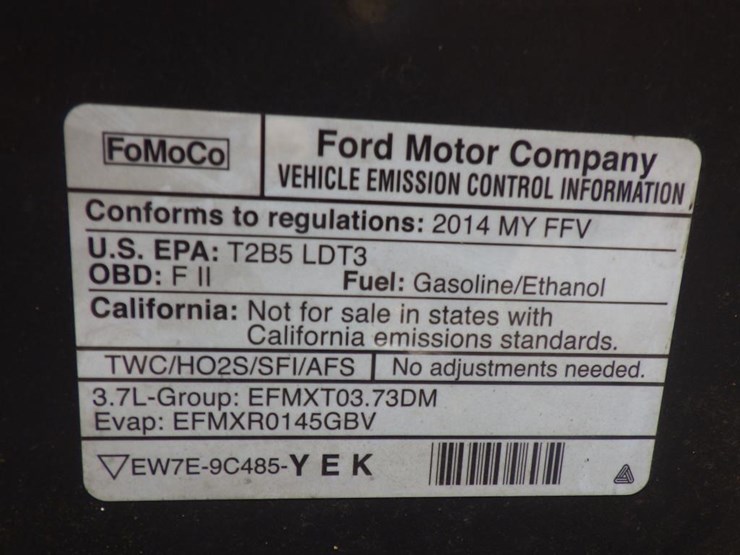 FoMoCo
Ford Motor Company
VEHICLE EMISSION CONTROL INFORMATION
Conforms to regulations: 2014 MY FFV
U.S. EPA: T2B5 LDT3
OBD: F II Fuel: Gasoline/Ethanol
California: Not for sale in states with
California emissions standards.
TWC/HO2S/SFI/AFS No adjustments needed.
3.7L-Group: EFMXT03.73DM
Evap: EFMXR0145GBV
EW7E-9C485-YEK